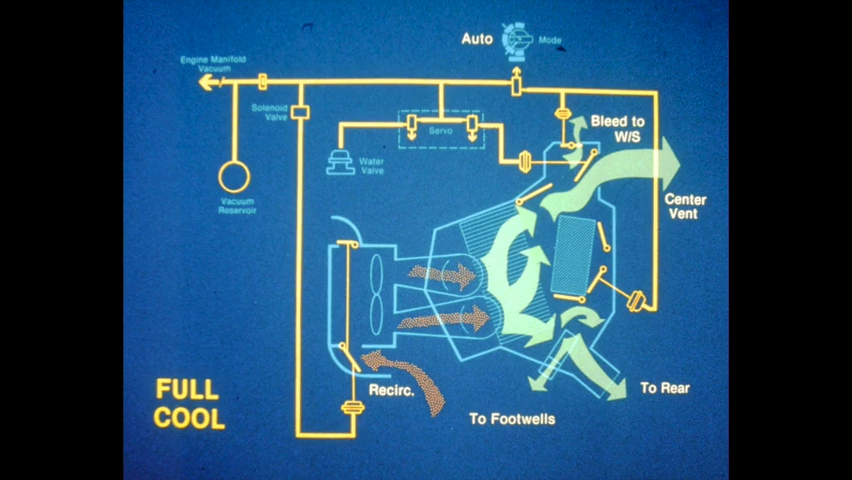 Auto
Mode
Engine Manifold
Vacuum
Solenoid
Valve
Servo
Bleed to
W/S
Water
Valve
Vacuum
Reservoir
Center
Vent
FULL
COOL
Recirc.
To Rear
To Footwells